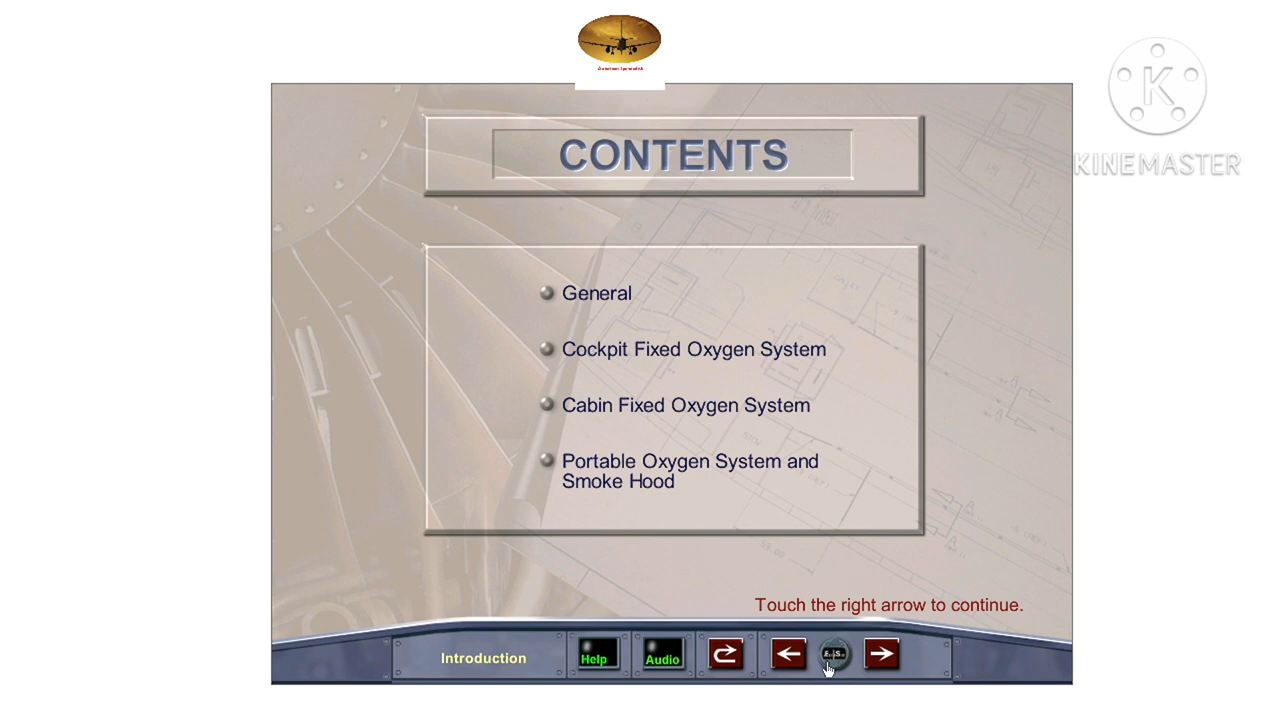 KINEMASTER
CONTENTS
General
Cockpit Fixed Oxygen System
Cabin Fixed Oxygen System
Portable Oxygen System and
Smoke Hood
Touch the right arrow to continue.
Introduction
Help
Audio